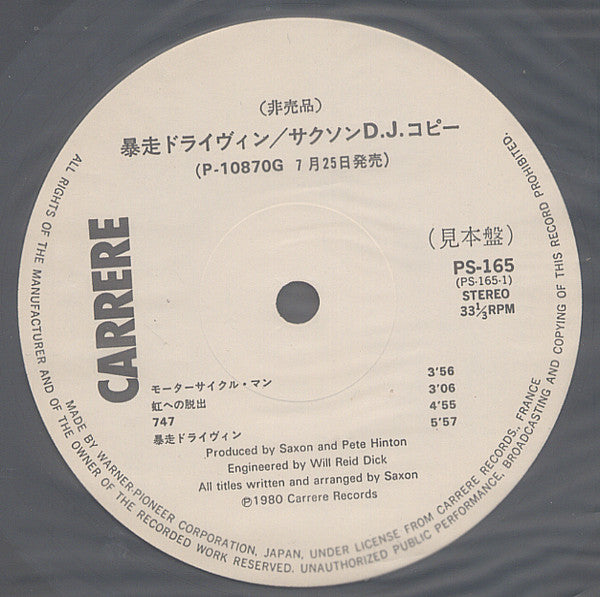 (非売品)
暴走ドライヴィン／サクソンD.J.コピー
(P-10870G 7月25日発売)
CARRERE
(見本盤)
PS-165
(PS-165-1)
STEREO
33⅓RPM
モーターサイクル・マン 3'56
虹への脱出 3'06
747 4'55
暴走ドライヴィン 5'57
Produced by Saxon and Pete Hinton
Engineered by Will Reid Dick
All titles written and arranged by Saxon
Ⓟ1980 Carrere Records
ALL RIGHTS OF THE MANUFACTURER AND OF THE OWNER OF THE RECORDED WORK RESERVED. UNAUTHORIZED PUBLIC PERFORMANCE, BROADCASTING AND COPYING OF THIS RECORD PROHIBITED.
MADE BY WARNER-PIONEER CORPORATION, JAPAN, UNDER LICENSE FROM CARRERE RECORDS, FRANCE